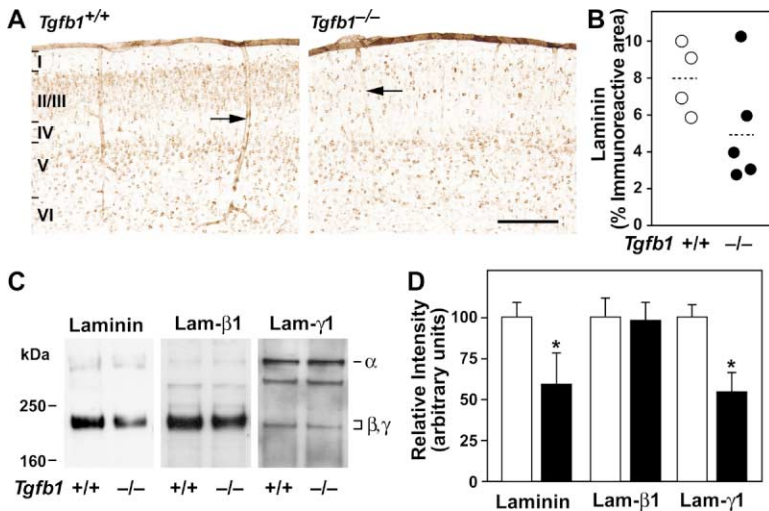 A
Tgfb1+/+
Tgfb1–/–
I
II/III
IV
V
VI
B
Laminin
(% Immunoreactive area)
12
10
8
6
4
2
0
Tgfb1 +/+ –/–
C
Laminin Lam-β1 Lam-γ1
kDa
250
160
α
β,γ
Tgfb1 +/+ –/– +/+ –/– +/+ –/–
D
Relative Intensity
(arbitrary units)
100
75
50
25
0
* *
Laminin Lam-β1 Lam-γ1